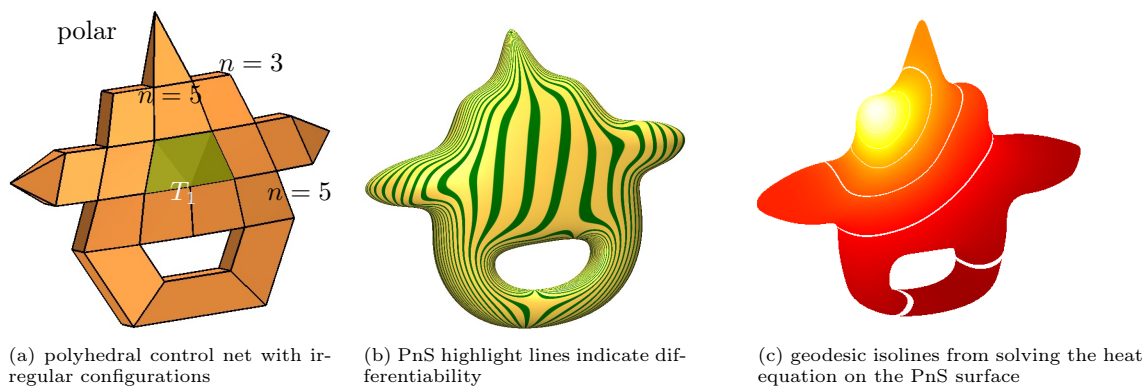 polar
n = 3
n = 5
T₁
n = 5
(a) polyhedral control net with ir-
regular configurations
(b) PnS highlight lines indicate dif-
ferentiability
(c) geodesic isolines from solving the heat
equation on the PnS surface